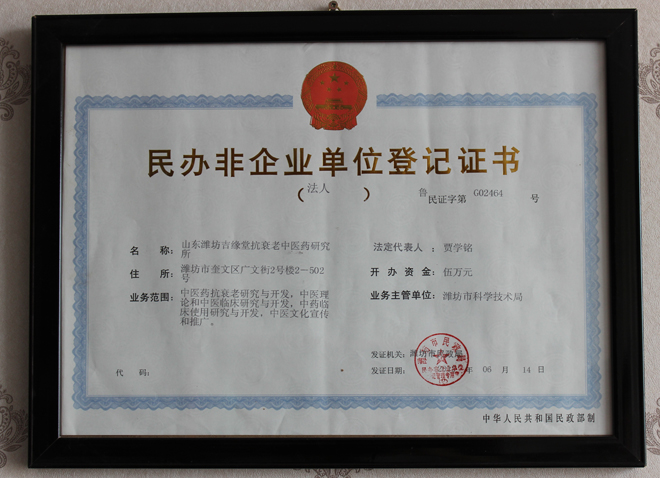 民办非企业单位登记证书
(法人)
鲁民证字第 G02464 号
名 称: 山东潍坊吉缘堂抗衰老中医药研究
所
住 所: 潍坊市奎文区广文街2号楼2-502
号
业务范围: 中医药抗衰老研究与开发,中医理
论和中医临床研究与开发,中药临
床使用研究与开发,中医文化宣传
和推广。
代 码:
法定代表人: 贾学铭
开办资金: 伍万元
业务主管单位: 潍坊市科学技术局
发证机关: 潍坊市民政局
发证日期: 年 06 月 14 日
中华人民共和国民政部制